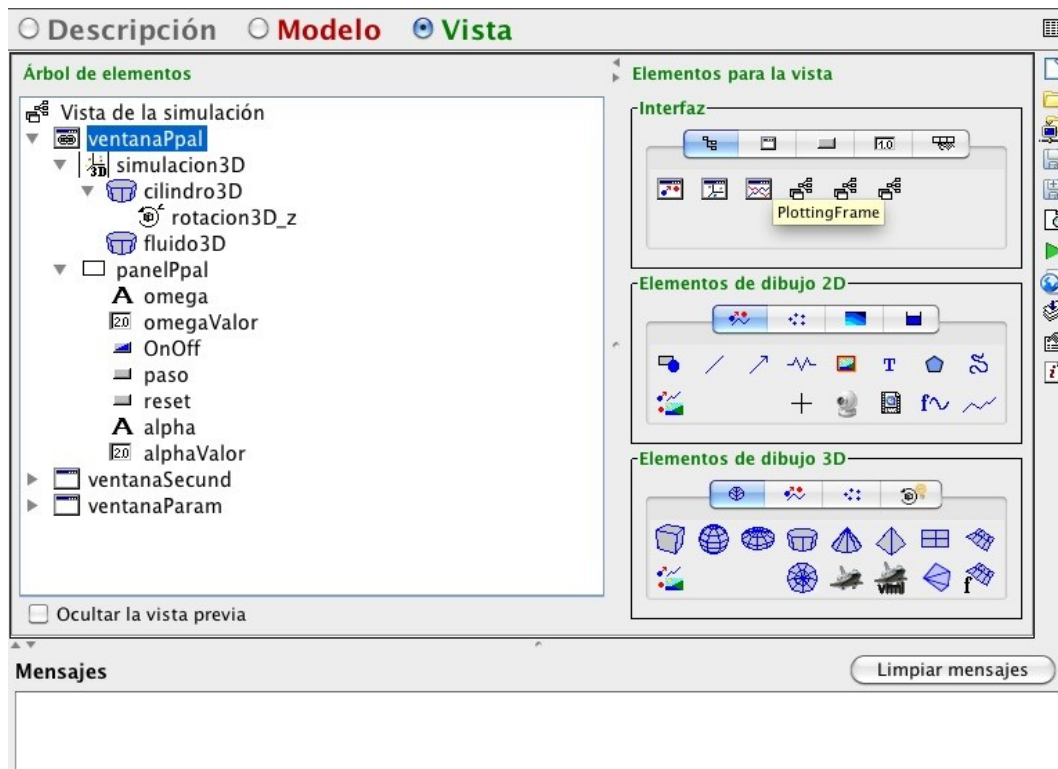 Descripción Modelo Vista
Árbol de elementos
Vista de la simulación
ventanaPpal
simulacion3D
cilindro3D
rotacion3D_z
fluido3D
panelPpal
omega
omegaValor
OnOff
paso
reset
alpha
alphaValor
ventanaSecund
ventanaParam
Ocultar la vista previa
Elementos para la vista
Interfaz
PlottingFrame
Elementos de dibujo 2D
Elementos de dibujo 3D
Mensajes
Limpiar mensajes